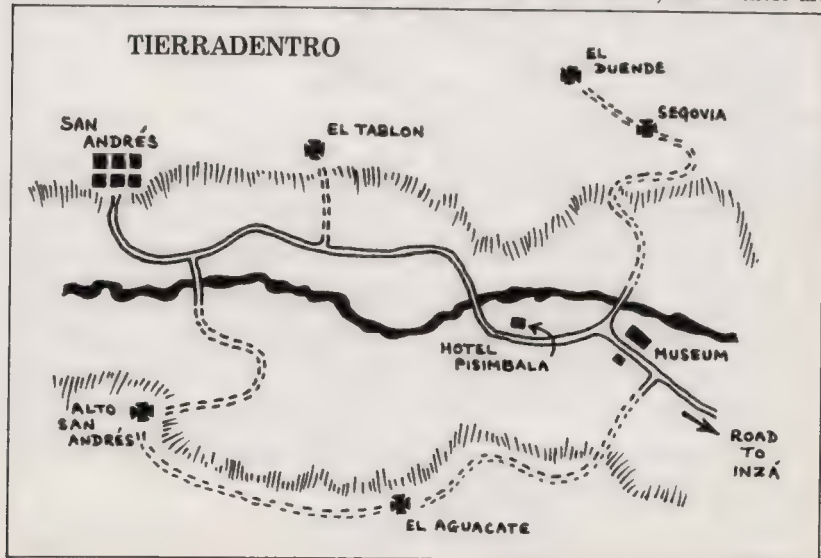 TIERRADENTRO
EL
DUENDE
SEGOVIA
SAN
ANDRÉS
EL TABLON
HOTEL
PISIMBALA
MUSEUM
ALTO
SAN
ANDRÉS
ROAD
TO
INZÁ
EL AGUACATE